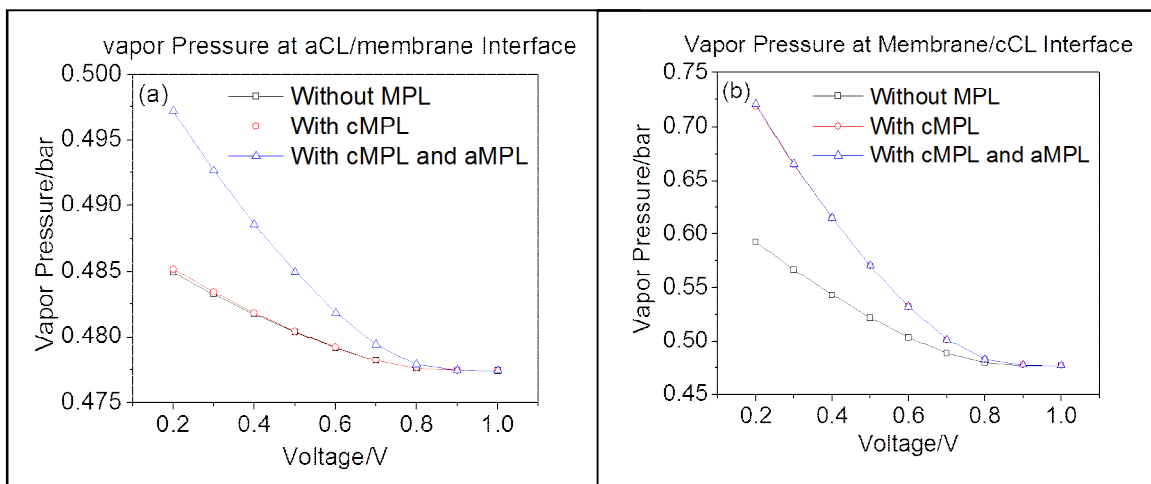 vapor Pressure at aCL/membrane Interface
0.500
(a)
Without MPL
With cMPL
With cMPL and aMPL
0.495
0.490
0.485
0.480
0.475
Vapor Pressure/bar
0.2 0.4 0.6 0.8 1.0
Voltage/V
Vapor Pressure at Membrane/cCL Interface
0.75
(b)
Without MPL
With cMPL
With cMPL and aMPL
0.70
0.65
0.60
0.55
0.50
0.45
Vapor Pressure/bar
0.2 0.4 0.6 0.8 1.0
Voltage/V